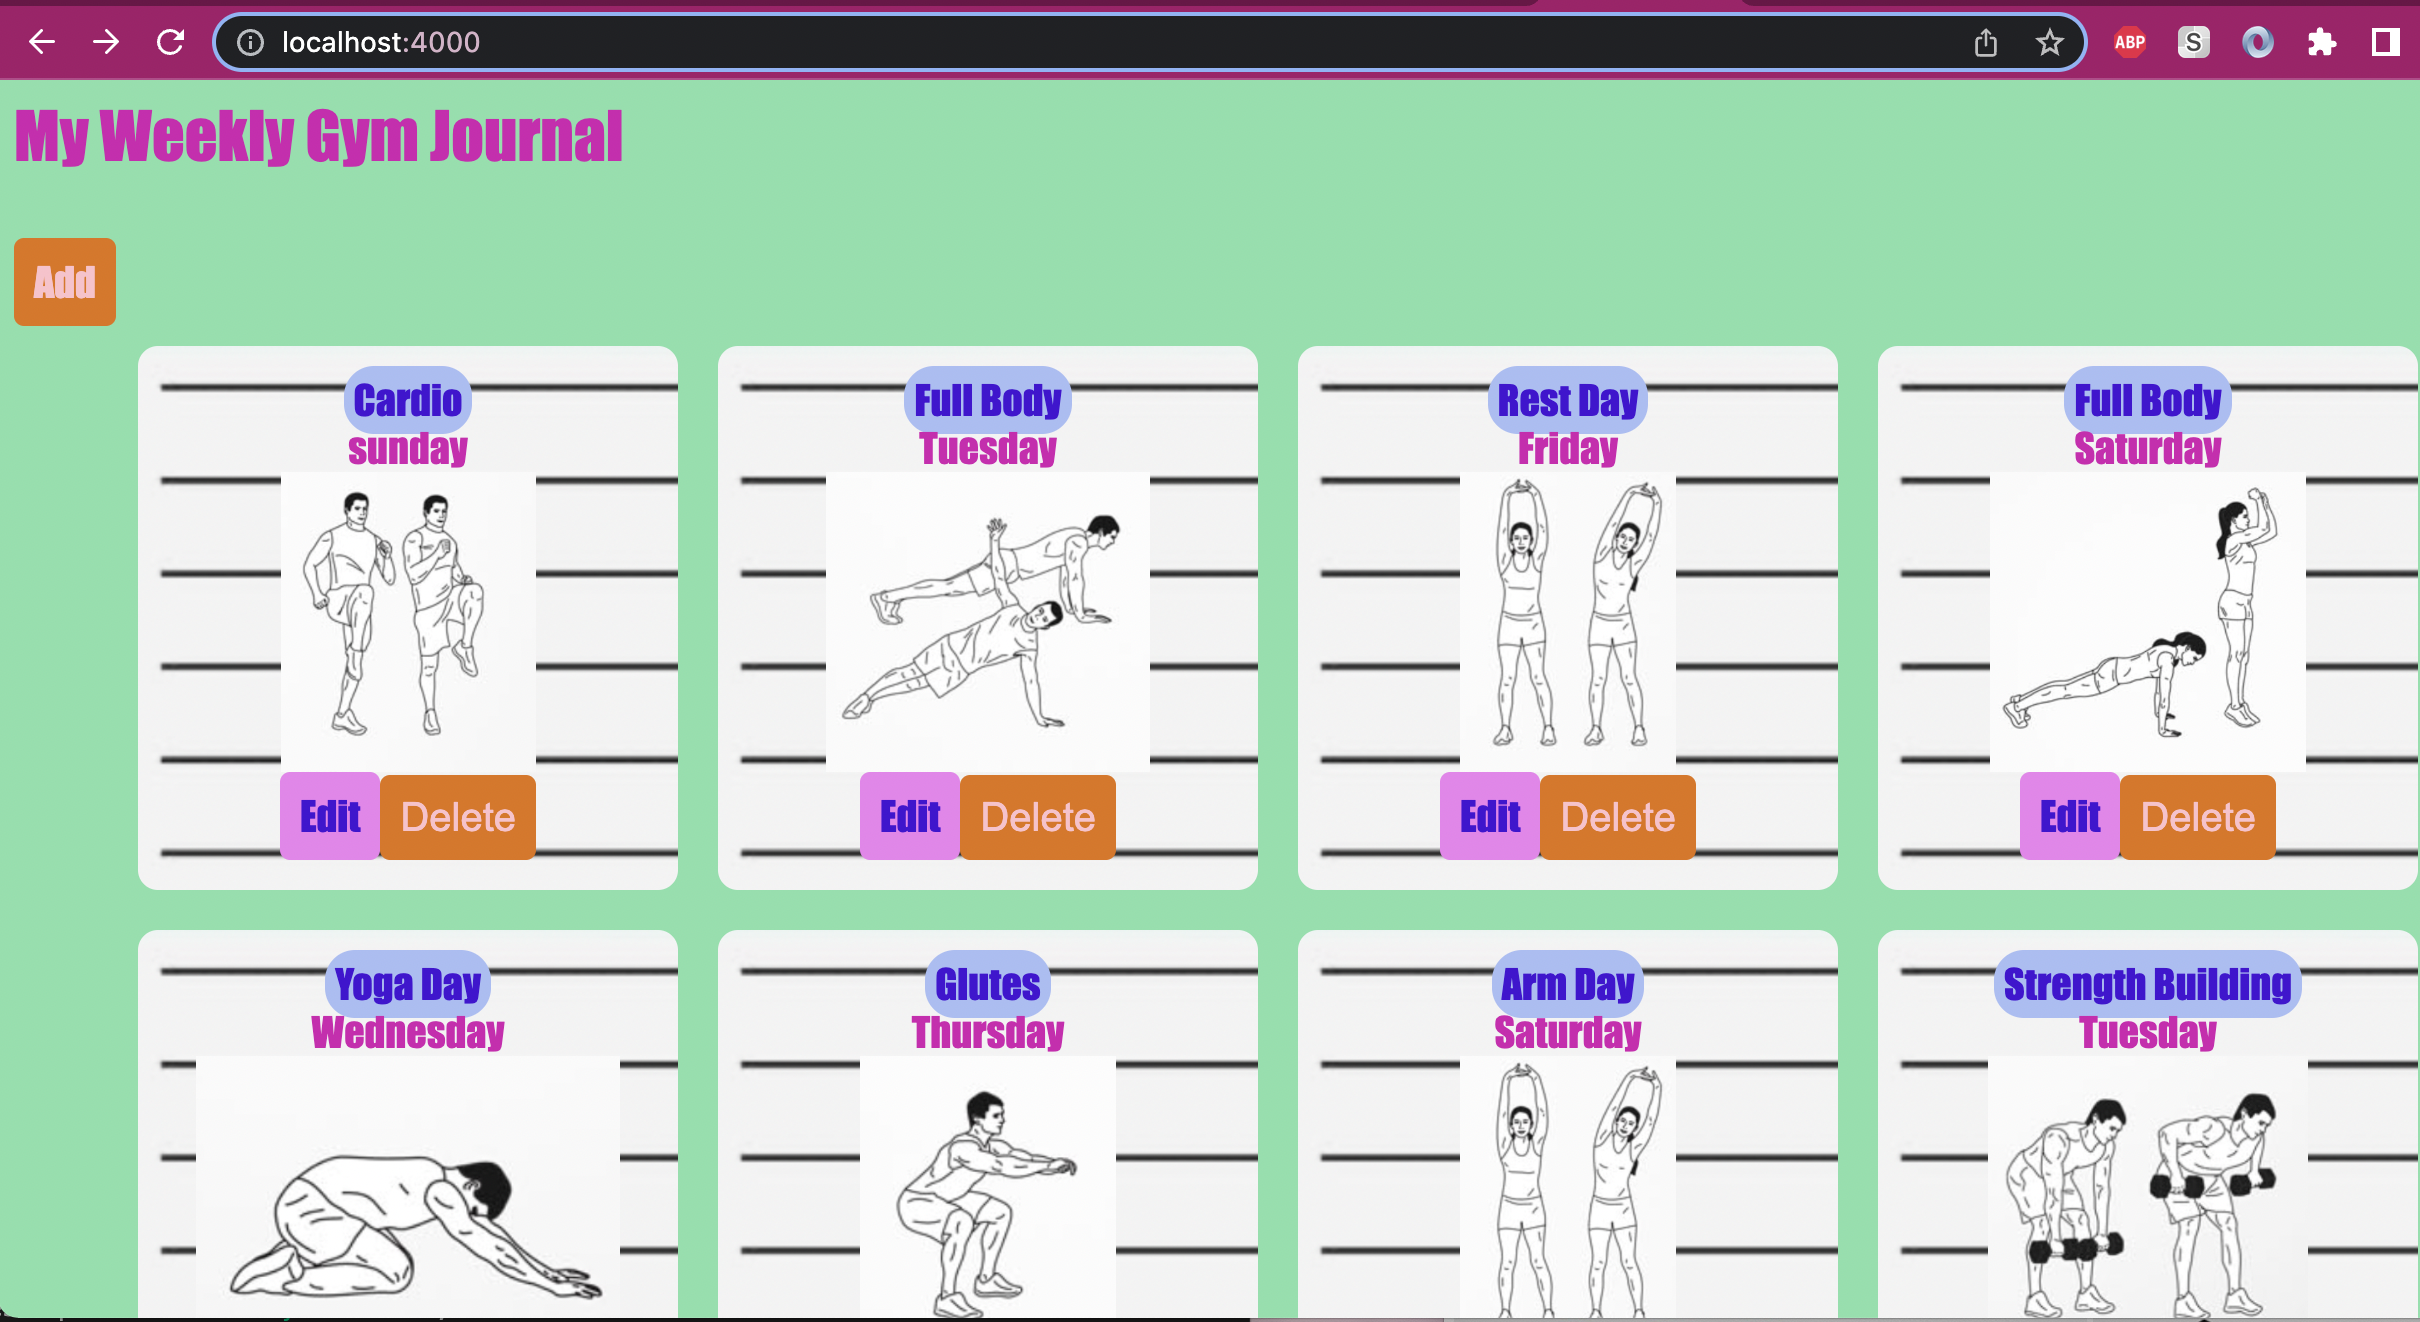 localhost:4000
ABP
S
My Weekly Gym Journal
Add
Cardio
sunday
Edit Delete
Full Body
Tuesday
Edit Delete
Rest Day
Friday
Edit Delete
Full Body
Saturday
Edit Delete
Yoga Day
Wednesday
Glutes
Thursday
Arm Day
Saturday
Strength Building
Tuesday